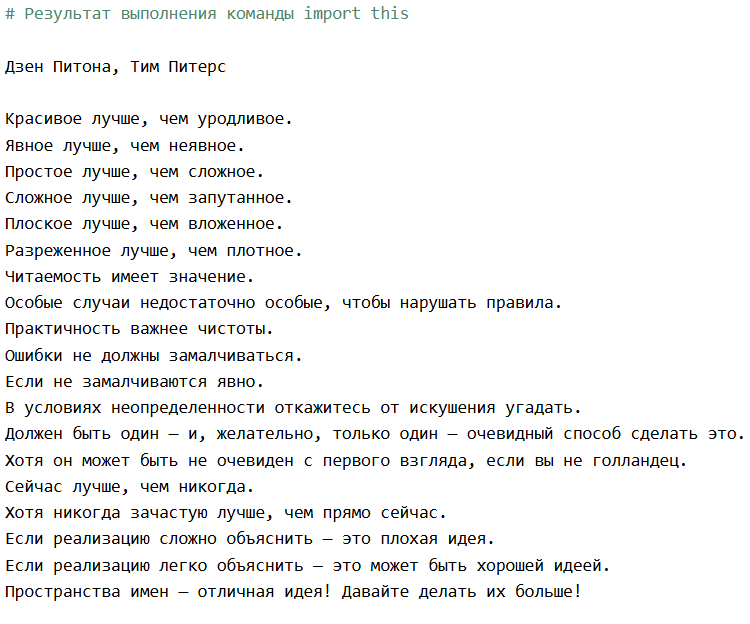 # Результат выполнения команды import this
Дзен Питона, Тим Питерс
Красивое лучше, чем уродливое.
Явное лучше, чем неявное.
Простое лучше, чем сложное.
Сложное лучше, чем запутанное.
Плоское лучше, чем вложенное.
Разреженное лучше, чем плотное.
Читаемость имеет значение.
Особые случаи недостаточно особые, чтобы нарушать правила.
Практичность важнее чистоты.
Ошибки не должны замалчиваться.
Если не замалчиваются явно.
В условиях неопределенности откажитесь от искушения угадать.
Должен быть один — и, желательно, только один — очевидный способ сделать это.
Хотя он может быть не очевиден с первого взгляда, если вы не голландец.
Сейчас лучше, чем никогда.
Хотя никогда зачастую лучше, чем прямо сейчас.
Если реализацию сложно объяснить — это плохая идея.
Если реализацию легко объяснить — это может быть хорошей идеей.
Пространства имен — отличная идея! Давайте делать их больше!